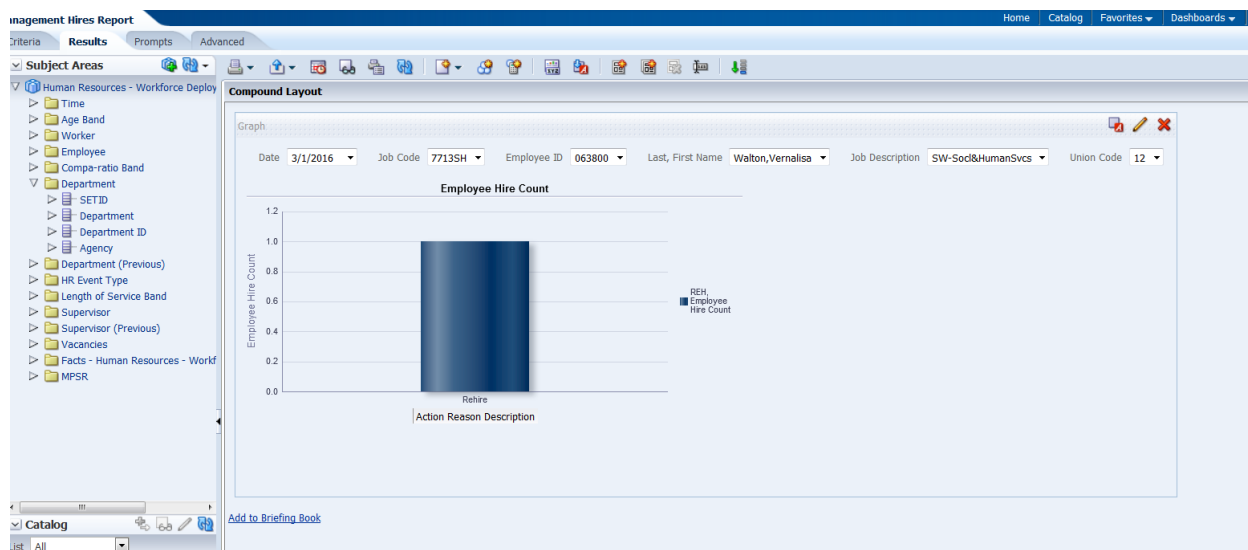 anagement Hires Report
Home Catalog Favorites Dashboards
Criteria Results Prompts Advanced
Subject Areas
Human Resources - Workforce Deploy
Time
Age Band
Worker
Employee
Compa-ratio Band
Department
SETID
Department
Department ID
Agency
Department (Previous)
HR Event Type
Length of Service Band
Supervisor
Supervisor (Previous)
Vacancies
Facts - Human Resources - Workf
MPSR
Catalog
List All
Compound Layout
Graph
Date 3/1/2016 Job Code 7713SH Employee ID 063800 Last, First Name Walton,Vernalisa Job Description SW-Socl&HumanSvcs Union Code 12
Employee Hire Count
1.2
1.0
0.8
0.6
0.4
0.2
0.0
Employee Hire Count
Rehire
Action Reason Description
REH,
Employee
Hire Count
Add to Briefing Book